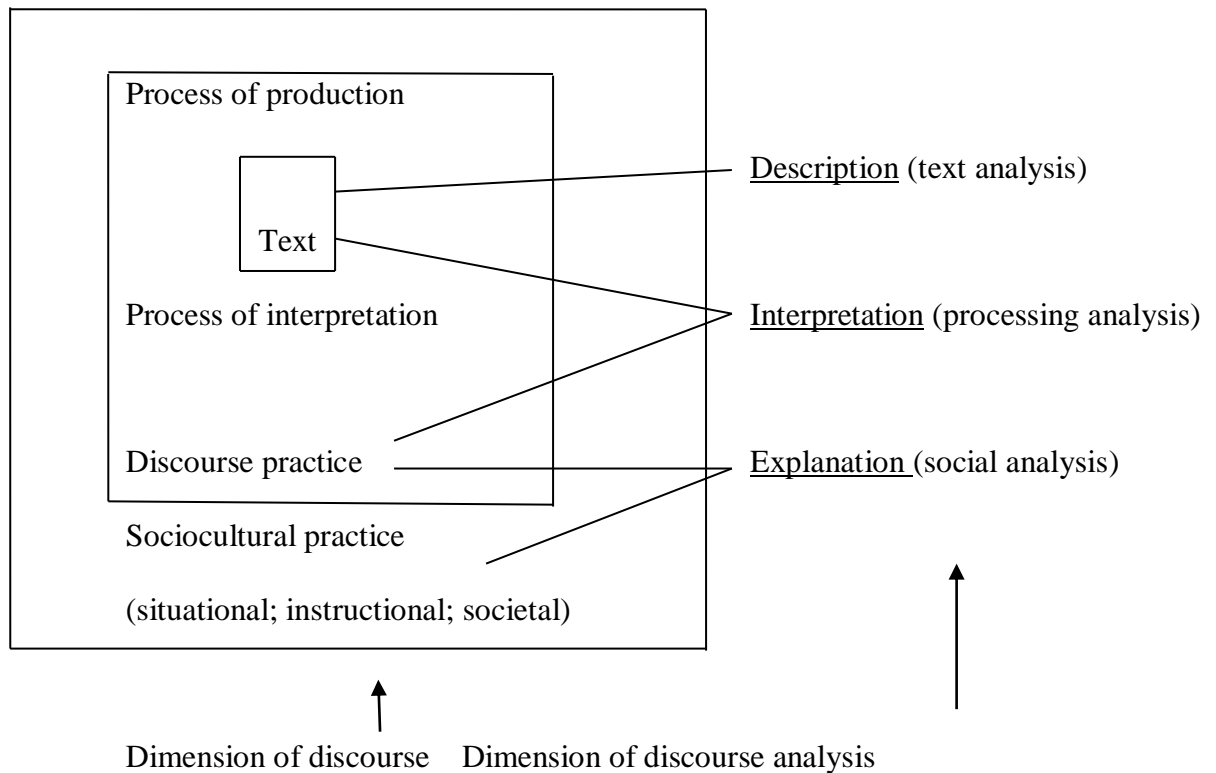 Process of production
Description (text analysis)
Text
Process of interpretation
Interpretation (processing analysis)
Discourse practice
Explanation (social analysis)
Sociocultural practice
(situational; instructional; societal)
Dimension of discourse
Dimension of discourse analysis